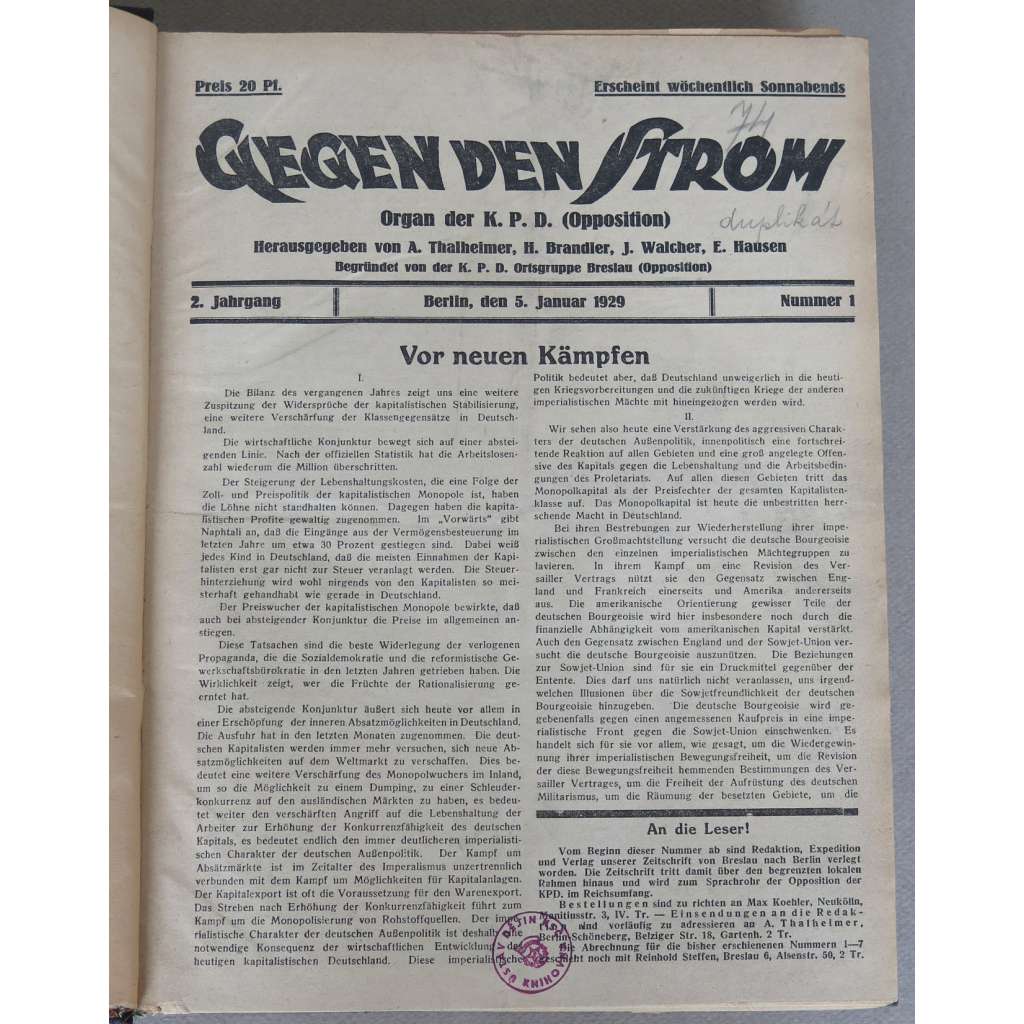 Preis 20 Pf.
Erscheint wöchentlich Sonnabends
74
GEGEN DEN STROM
Organ der K. P. D. (Opposition)
duplikát
Herausgegeben von A. Thalheimer, H. Brandler, J. Walcher, E. Hausen
Begründet von der K. P. D. Ortsgruppe Breslau (Opposition)
2. Jahrgang
Berlin, den 5. Januar 1929
Nummer 1
Vor neuen Kämpfen
I.
Die Bilanz des vergangenen Jahres zeigt uns eine weitere
Zuspitzung der Widersprüche der kapitalistischen Stabilisierung,
eine weitere Verschärfung der Klassengegensätze in Deutsch-
land.
Die wirtschaftliche Konjunktur bewegt sich auf einer abstei-
genden Linie. Nach der offiziellen Statistik hat die Arbeitslosen-
zahl wiederum die Million überschritten.
Der Steigerung der Lebenshaltungskosten, die eine Folge der
Zoll- und Preispolitik der kapitalistischen Monopole ist, haben
die Löhne nicht standhalten können. Dagegen haben die kapita-
listischen Profite gewaltig zugenommen. Im „Vorwärts" gibt
Naphtali an, daß die Eingänge aus der Vermögensbesteuerung im
letzten Jahre um etwa 30 Prozent gestiegen sind. Dabei weiß
jedes Kind in Deutschland, daß die meisten Einnahmen der Kapi-
talisten erst gar nicht zur Steuer veranlagt werden. Die Steuer-
hinterziehung wird wohl nirgends von den Kapitalisten so mei-
sterhaft gehandhabt wie gerade in Deutschland.
Der Preiswucher der kapitalistischen Monopole bewirkte, daß
auch bei absteigender Konjunktur die Preise im allgemeinen an-
stiegen.
Diese Tatsachen sind die beste Widerlegung der verlogenen
Propaganda, die die Sozialdemokratie und die reformistische Ge-
werkschaftsbürokratie in den letzten Jahren getrieben haben. Die
Wirklichkeit zeigt, wer die Früchte der Rationalisierung ge-
erntet hat.
Die absteigende Konjunktur äußert sich heute vor allem in
einer Erschöpfung der inneren Absatzmöglichkeiten in Deutschland.
Die Ausfuhr hat in den letzten Monaten zugenommen. Die deut-
schen Kapitalisten werden immer mehr versuchen, sich neue Ab-
satzmöglichkeiten auf dem Weltmarkt zu verschaffen. Dies be-
deutet eine weitere Verschärfung des Monopolwuchers im Inland,
um so die Möglichkeit zu einem Dumping, zu einer Schleuder-
konkurrenz auf den ausländischen Märkten zu haben, es bedeu-
tet weiter den verschärften Angriff auf die Lebenshaltung der
Arbeiter zur Erhöhung der Konkurrenzfähigkeit des deutschen
Kapitals, es bedeutet endlich den immer deutlicheren imperialisti-
schen Charakter der deutschen Außenpolitik. Der Kampf um
Absatzmärkte ist im Zeitalter des Imperalismus unzertrennlich
verbunden mit dem Kampf um Möglichkeiten für Kapitalanlagen.
Der Kapitalexport ist oft die Voraussetzung für den Warenexport.
Das Streben nach Erhöhung der Konkurrenzfähigkeit führt zum
Kampf um die Monopolisierung von Rohstoffquellen. Der impe-
rialistische Charakter der deutschen Außenpolitik ist deshalb die
notwendige Konsequenz der wirtschaftlichen Entwicklung des
heutigen kapitalistischen Deutschland. Diese imperialistische
Politik bedeutet aber, daß Deutschland unweigerlich in die heuti-
gen Kriegsvorbereitungen und die zukünftigen Kriege der anderen
imperialistischen Mächte mit hineingezogen werden wird.
II.
Wir sehen also heute eine Verstärkung des aggressiven Charak-
ters der deutschen Außenpolitik, innenpolitisch eine fortschrei-
tende Reaktion auf allen Gebieten und eine groß angelegte Offen-
sive des Kapitals gegen die Lebenshaltung und die Arbeitsbedin-
gungen des Proletariats. Auf allen diesen Gebieten tritt das
Monopolkapital als der Preisfechter der gesamten Kapitalisten-
klasse auf. Das Monopolkapital ist heute die unbestritten herr-
schende Macht in Deutschland.
Bei ihren Bestrebungen zur Wiederherstellung ihrer impe-
rialistischen Großmachtstellung versucht die deutsche Bourgeoisie
zwischen den einzelnen imperialistischen Mächtegruppen zu
lavieren. In ihrem Kampf um eine Revision des Ver-
sailler Vertrags nützt sie den Gegensatz zwischen Eng-
land und Frankreich einerseits und Amerika andererseits
aus. Die amerikanische Orientierung gewisser Teile der
deutschen Bourgeoisie wird hier insbesondere noch durch die
finanzielle Abhängigkeit vom amerikanischen Kapital verstärkt.
Auch den Gegensatz zwischen England und der Sowjet-Union ver-
sucht die deutsche Bourgeoisie auszunützen. Die Beziehungen
zur Sowjet-Union sind für sie ein Druckmittel gegenüber der
Entente. Dies darf uns natürlich nicht veranlassen, uns irgend-
welchen Illusionen über die Sowjetfreundlichkeit der deutschen
Bourgeoisie hinzugeben. Die deutsche Bourgeoisie wird ge-
gebenenfalls gegen einen angemessenen Kaufpreis in eine impe-
rialistische Front gegen die Sowjet-Union einschwenken. Es
handelt sich für sie vor allem, wie gesagt, um die Wiedergewin-
nung ihrer imperialistischen Bewegungsfreiheit, um die Revision
der diese Bewegungsfreiheit hemmenden Bestimmungen des Ver-
sailler Vertrages, um die Freiheit der Aufrüstung des deutschen
Militarismus, um die Räumung der besetzten Gebiete, um die
An die Leser!
Vom Beginn dieser Nummer ab sind Redaktion, Expedition
und Verlag unserer Zeitschrift von Breslau nach Berlin verlegt
worden. Die Zeitschrift tritt damit über den begrenzten lokalen
Rahmen hinaus und wird zum Sprachrohr der Opposition der
KPD. im Reichsumfang.
Bestellungen sind zu richten an Max Koehler, Neukölln,
Manitiusstr. 3, IV. Tr. — Einsendungen an die Redak-
sind vorläufig zu adressieren an A. Thalheimer,
Berlin-Schöneberg, Belziger Str. 18, Gartenh. 2 Tr.
Die Abrechnung für die bisher erschienenen Nummern 1—7
geschieht noch mit Reinhold Steffen, Breslau 6, Alsenstr. 50, 2 Tr.